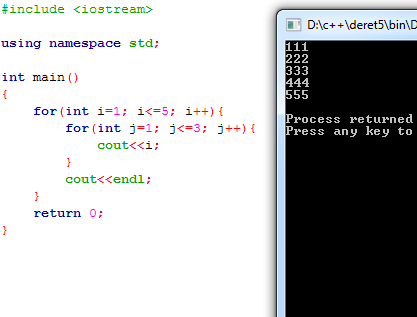 #include <iostream>
using namespace std;
int main()
{
    for(int i=1; i<=5; i++){
        for(int j=1; j<=3; j++){
            cout<<i;
        }
        cout<<endl;
    }
    return 0;
}
D:\c++\deret5\bin\D
111
222
333
444
555
Process returned
Press any key to